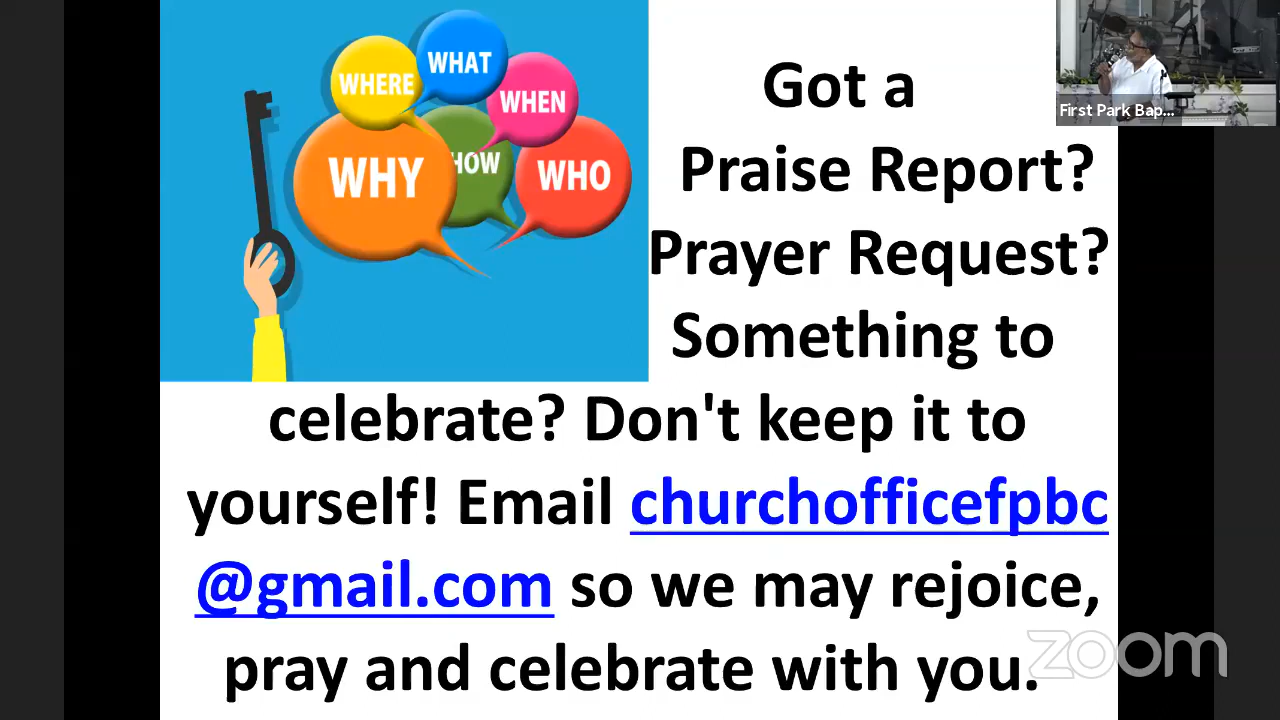 WHERE
WHAT
WHEN
WHY
HOW
WHO
Got a
Praise Report?
Prayer Request?
Something to
celebrate? Don't keep it to
yourself! Email churchofficefpbc
@gmail.com so we may rejoice,
pray and celebrate with you.
First Park Bap...
zoom